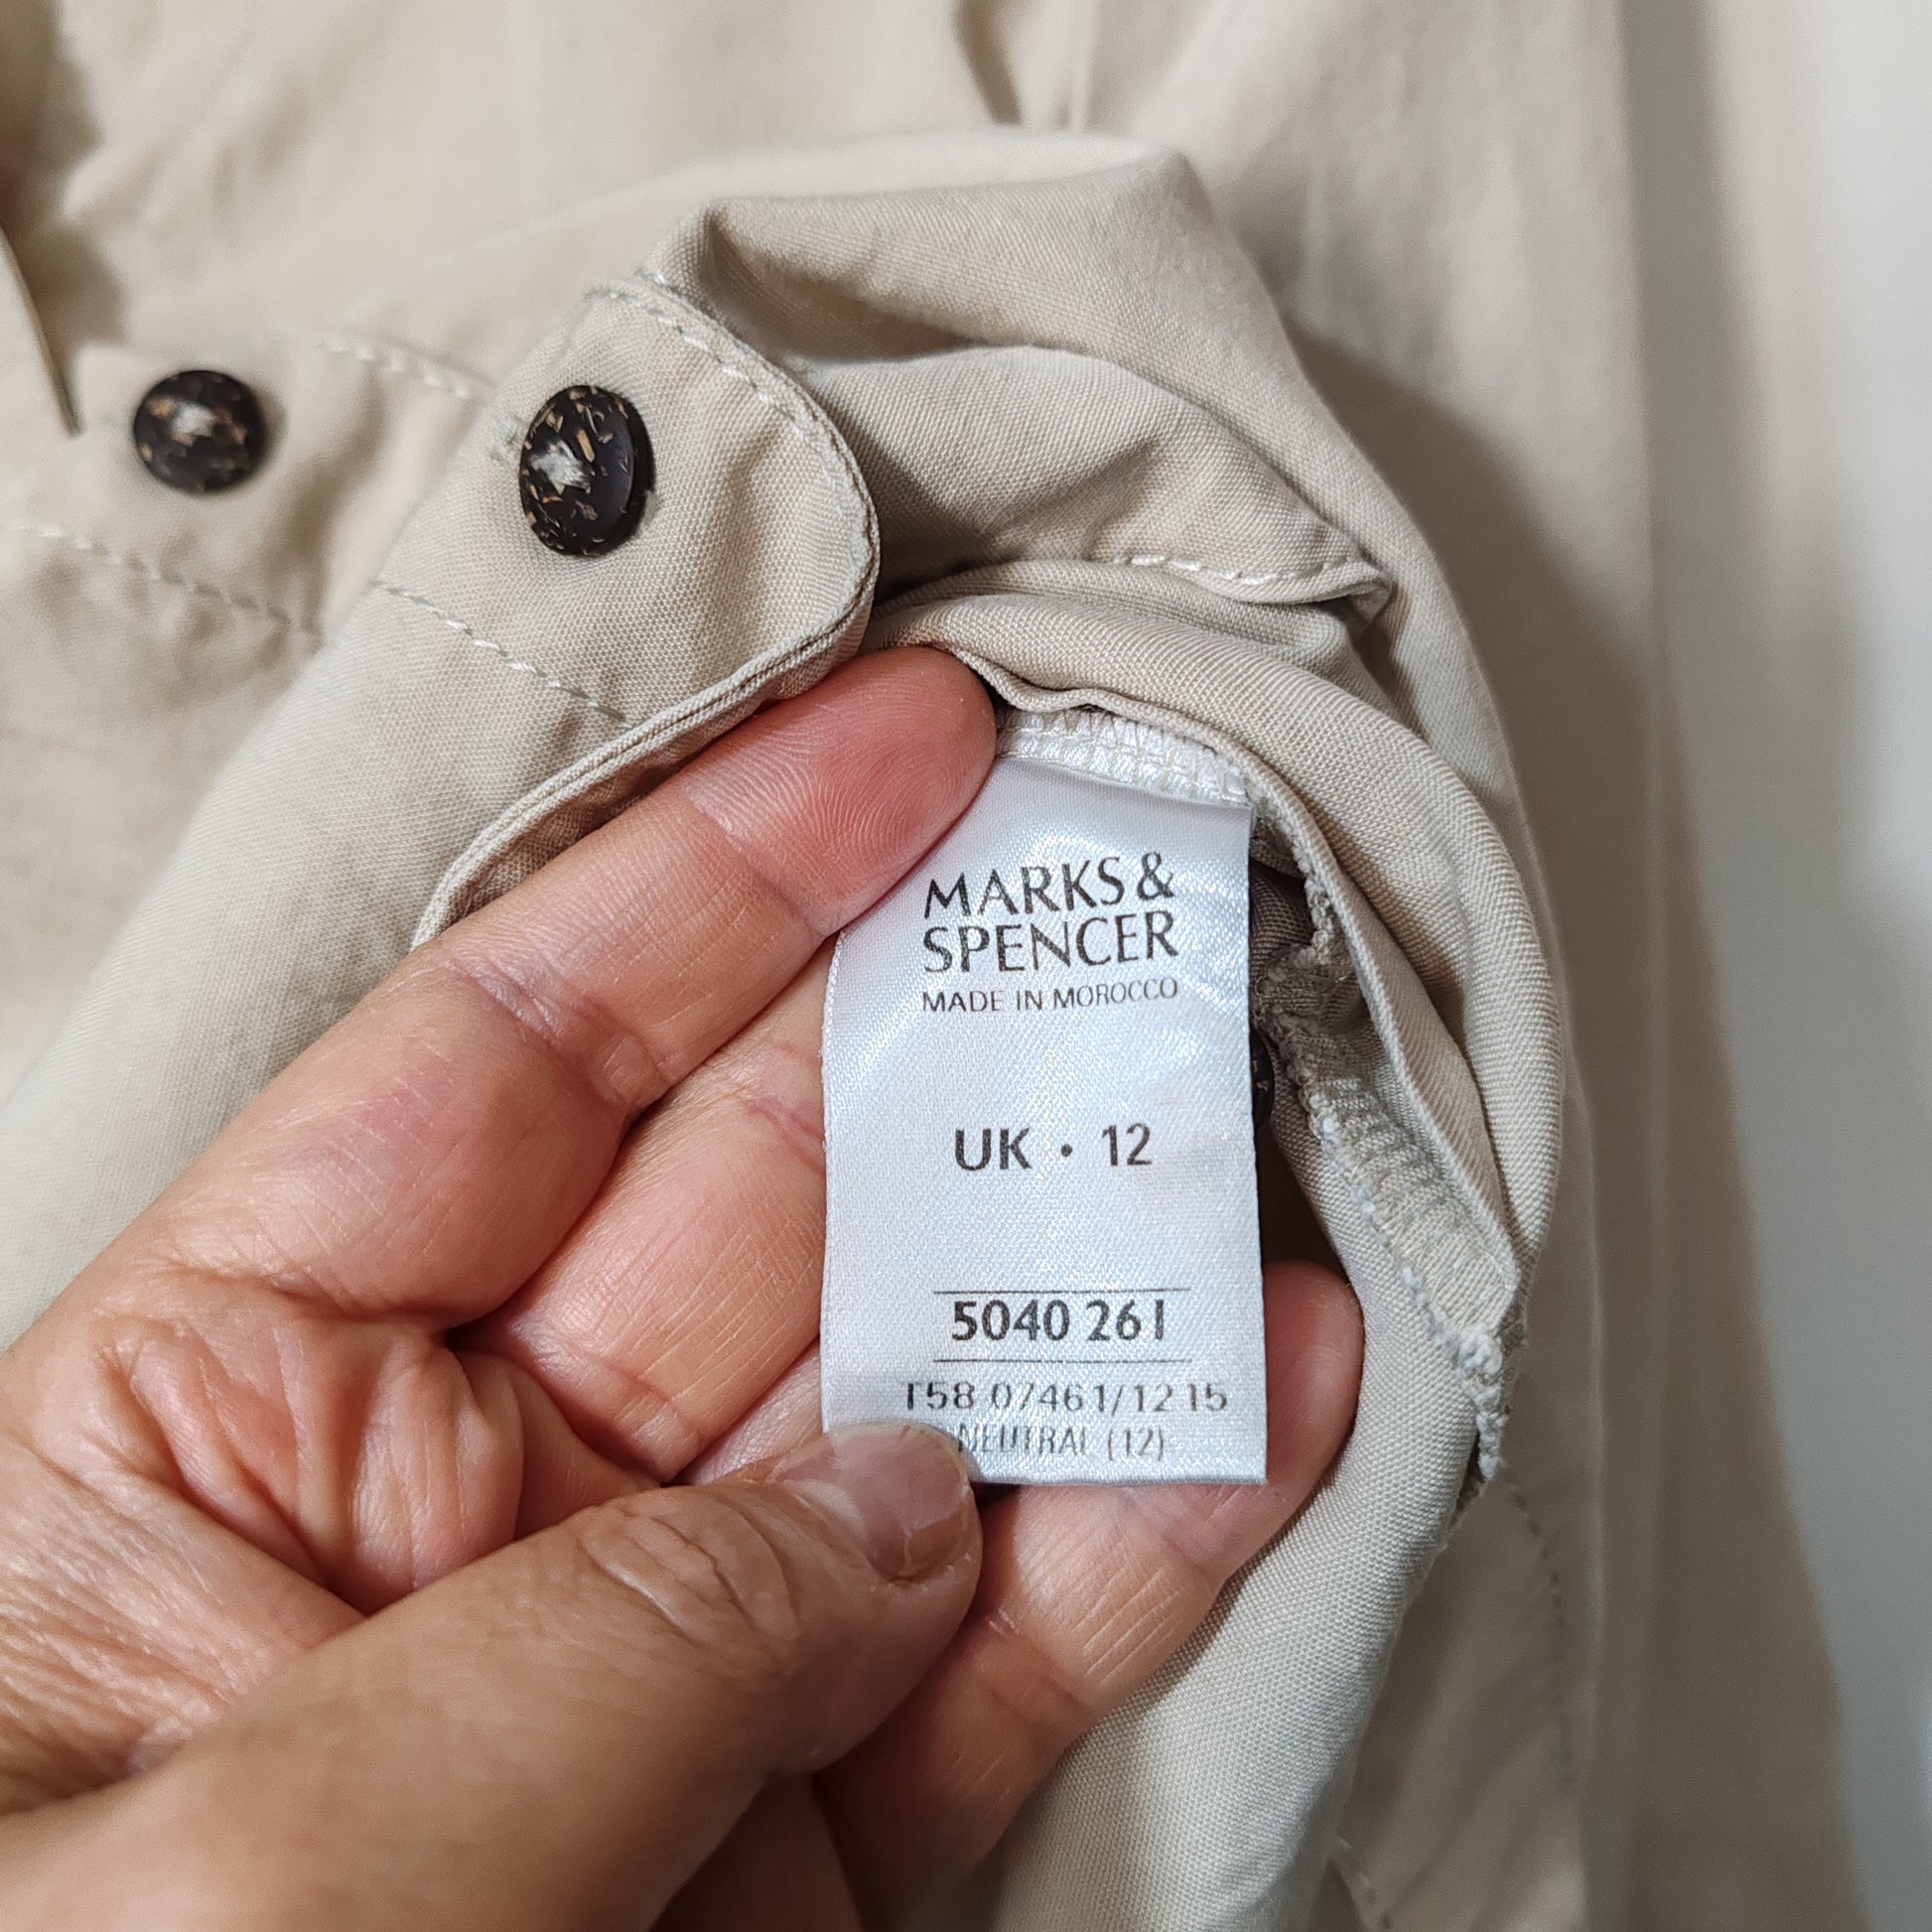 MARKS &
SPENCER
MADE IN MOROCCO
UK • 12
5040 261
T58 07461/12 15
NEUTRAL (12)